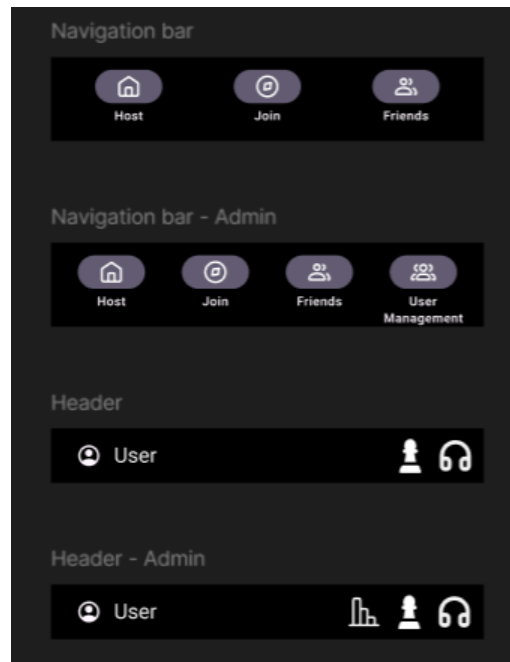 Navigation bar
Host Join Friends
Navigation bar - Admin
Host Join Friends User
Management
Header
User
Header - Admin
User